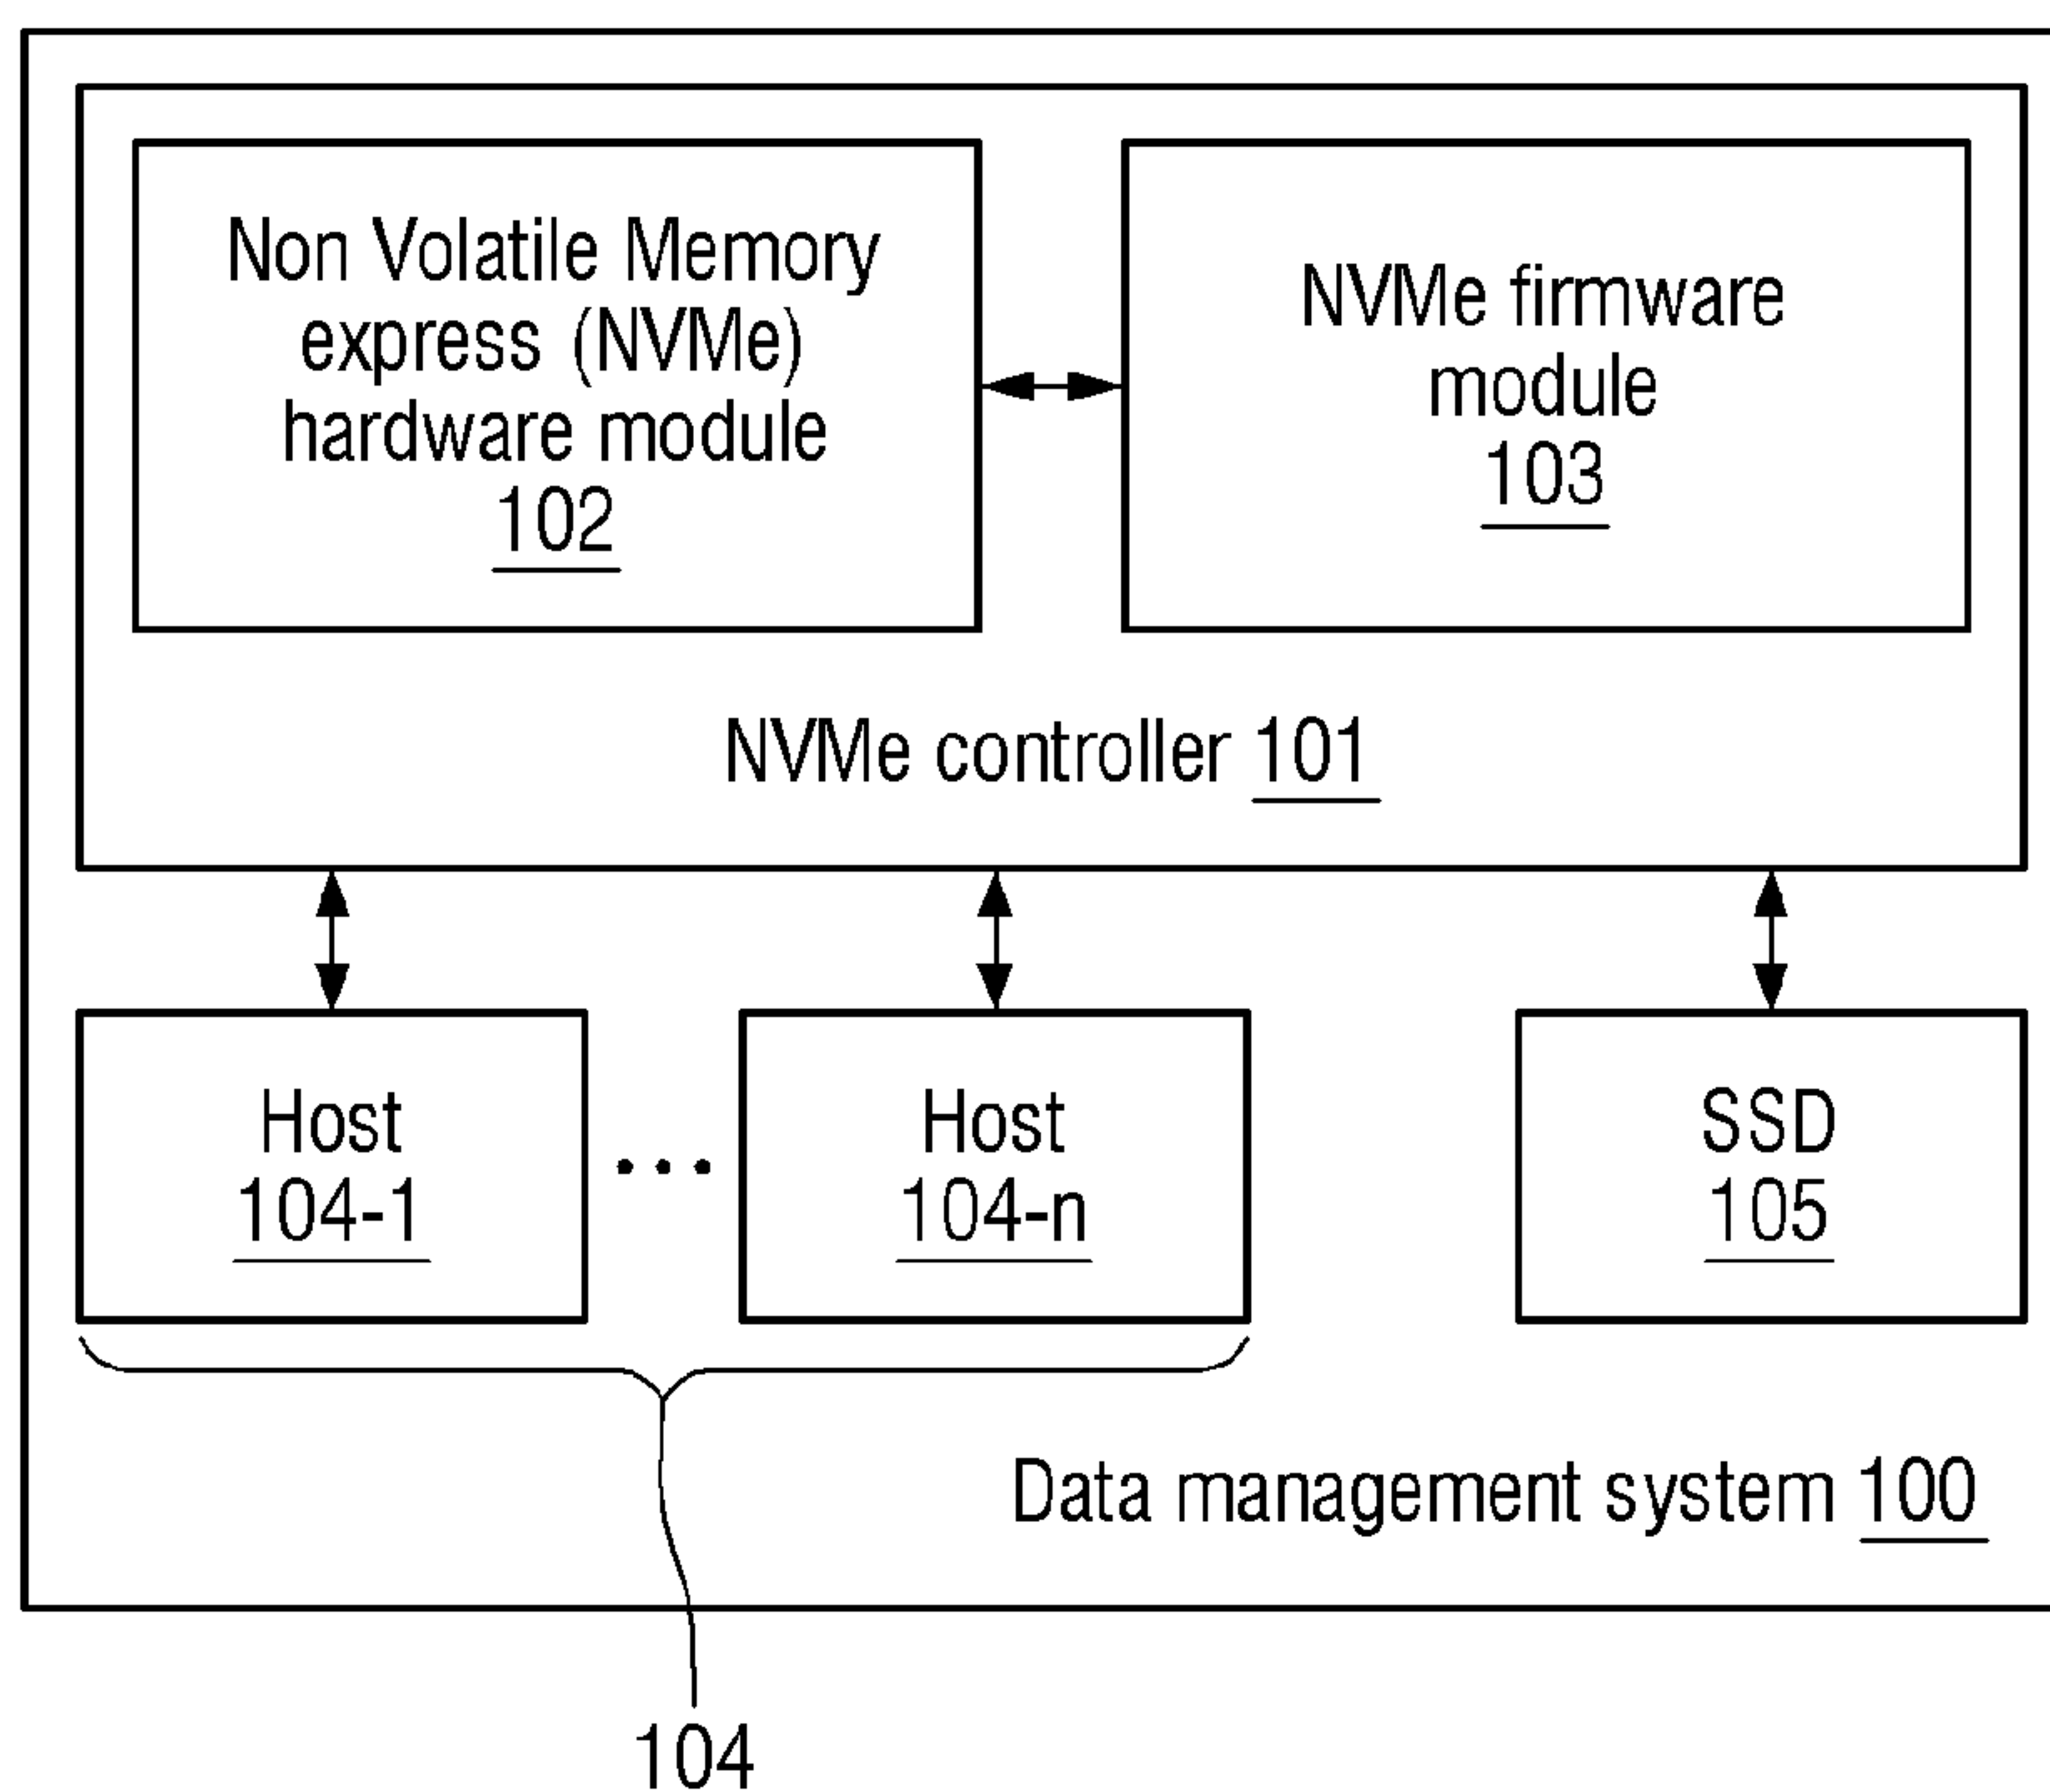 Non Volatile Memory
express (NVMe)
hardware module
102
NVMe firmware
module
103
NVMe controller 101
Host
104-1
...
Host
104-n
SSD
105
Data management system 100
104